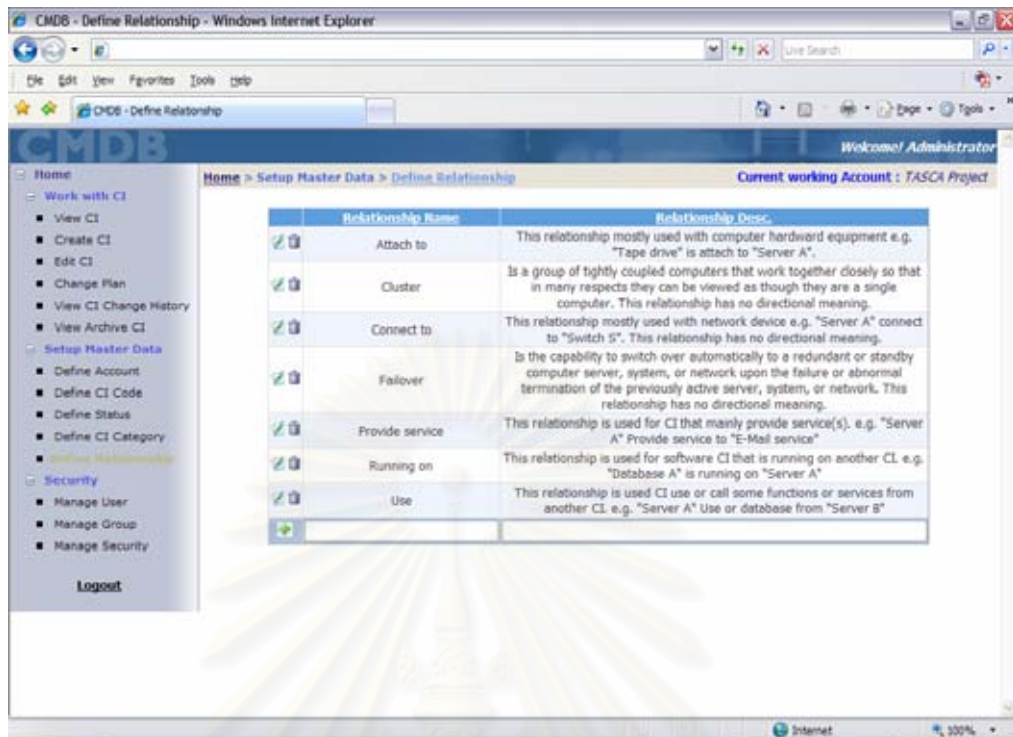 CMDB - Define Relationship - Windows Internet Explorer
Live Search
File Edit View Favorites Tools Help
CMDB - Define Relationship
Page Tools
CMDB
Welcome! Administrator
Home
Home > Setup Master Data > Define Relationship
Current working Account : TASCA Project
Work with CI
View CI
Create CI
Edit CI
Change Plan
View CI Change History
View Archive CI
Setup Master Data
Define Account
Define CI Code
Define Status
Define CI Category
Define Relationship
Security
Manage User
Manage Group
Manage Security
Logout
Relationship Name
Relationship Desc.
Attach to
This relationship mostly used with computer hardward equipment e.g.
"Tape drive" is attach to "Server A".
Cluster
Is a group of tightly coupled computers that work together closely so that
in many respects they can be viewed as though they are a single
computer. This relationship has no directional meaning.
Connect to
This relationship mostly used with network device e.g. "Server A" connect
to "Switch S". This relationship has no directional meaning.
Failover
Is the capability to switch over automatically to a redundant or standby
computer server, system, or network upon the failure or abnormal
termination of the previously active server, system, or network. This
relationship has no directional meaning.
Provide service
This relationship is used for CI that mainly provide service(s). e.g. "Server
A" Provide service to "E-Mail service"
Running on
This relationship is used for software CI that is running on another CI. e.g.
"Database A" is running on "Server A"
Use
This relationship is used CI use or call some functions or services from
another CI. e.g. "Server A" Use or database from "Server B"
Internet
100%